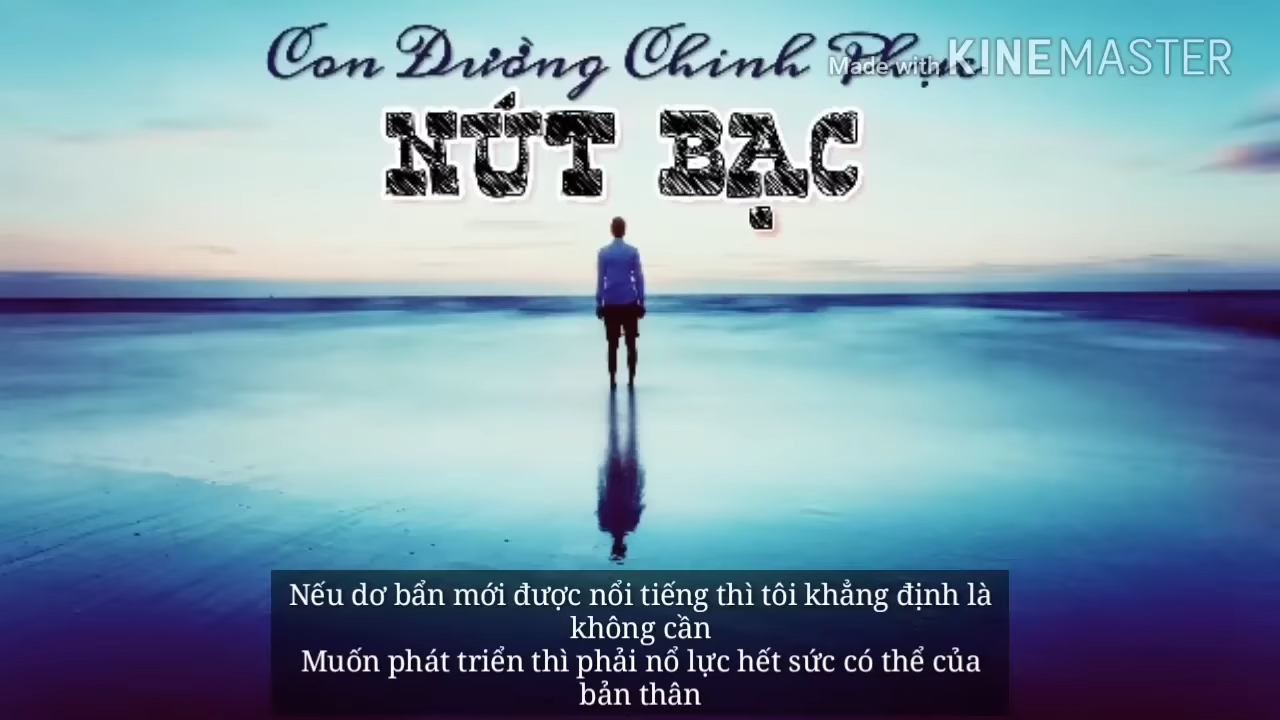 Con Đường Chinh Phục
Made with KINEMASTER
NÚT BẠC
Nếu dơ bẩn mới được nổi tiếng thì tôi khẳng định là
không cần
Muốn phát triển thì phải nổ lực hết sức có thể của
bản thân